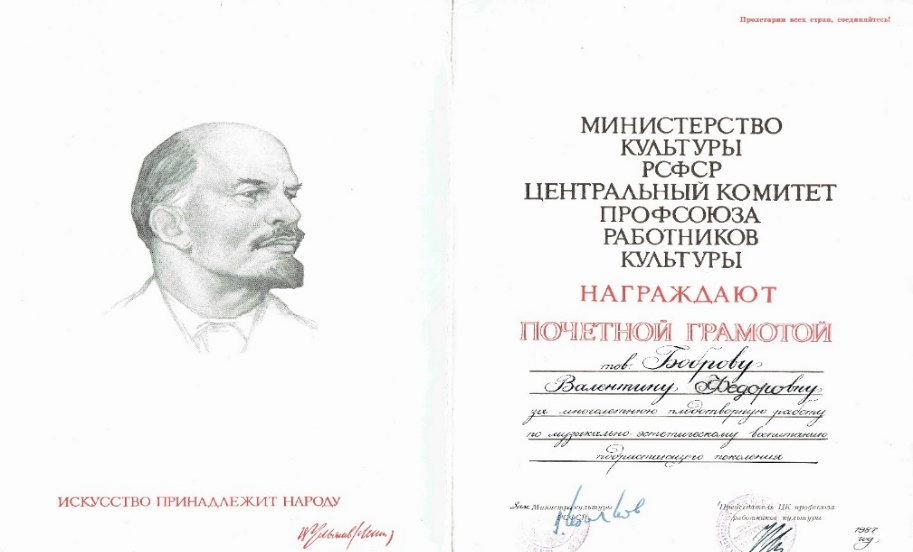 ИСКУССТВО ПРИНАДЛЕЖИТ НАРОДУ
В. Ульянов (Ленин)
Пролетарии всех стран, соединяйтесь!
МИНИСТЕРСТВО
КУЛЬТУРЫ
РСФСР
ЦЕНТРАЛЬНЫЙ КОМИТЕТ
ПРОФСОЮЗА
РАБОТНИКОВ
КУЛЬТУРЫ
НАГРАЖДАЮТ
ПОЧЕТНОЙ ГРАМОТОЙ
тов. Боброву
Валентину Федоровну
за многолетнюю плодотворную работу
по музыкально-эстетическому воспитанию
подрастающего поколения
Зам. Министра культуры
РСФСР
Председатель ЦК профсоюза
работников культуры
1987
год